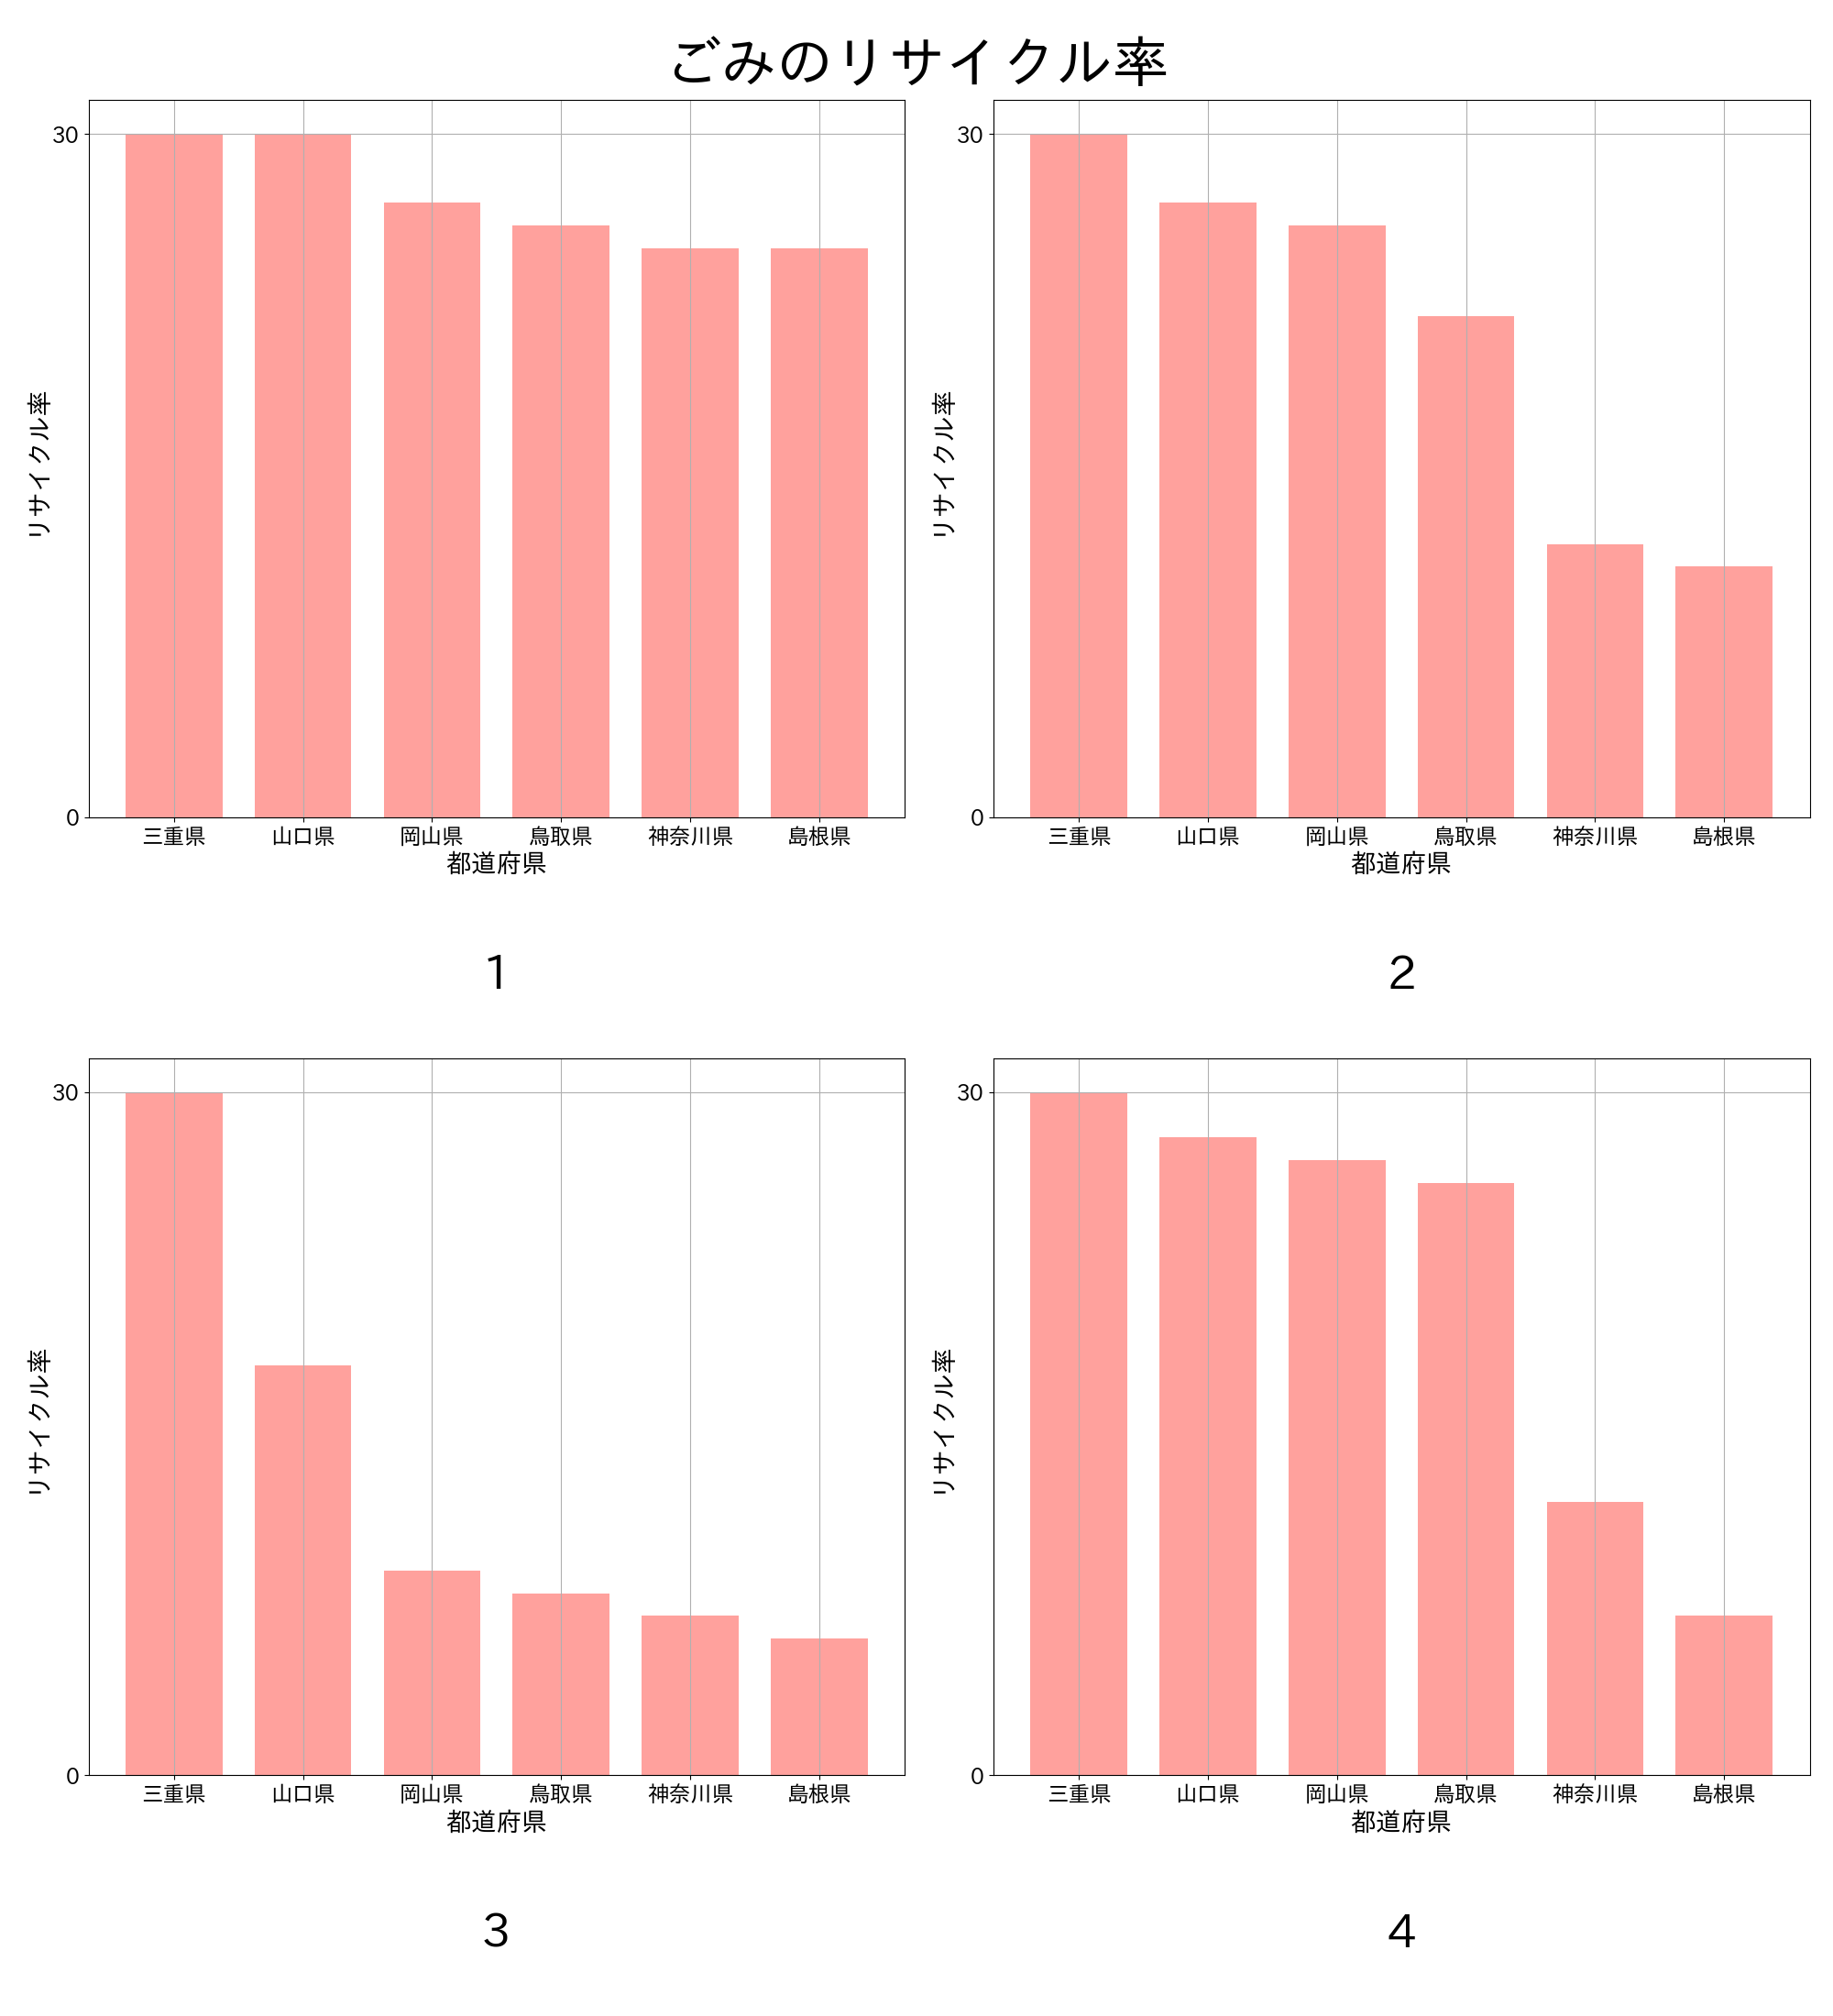 ごみのリサイクル率
30
0
リサイクル率
三重県 山口県 岡山県 鳥取県 神奈川県 島根県
都道府県
1
30
0
リサイクル率
三重県 山口県 岡山県 鳥取県 神奈川県 島根県
都道府県
2
30
0
リサイクル率
三重県 山口県 岡山県 鳥取県 神奈川県 島根県
都道府県
3
30
0
リサイクル率
三重県 山口県 岡山県 鳥取県 神奈川県 島根県
都道府県
4